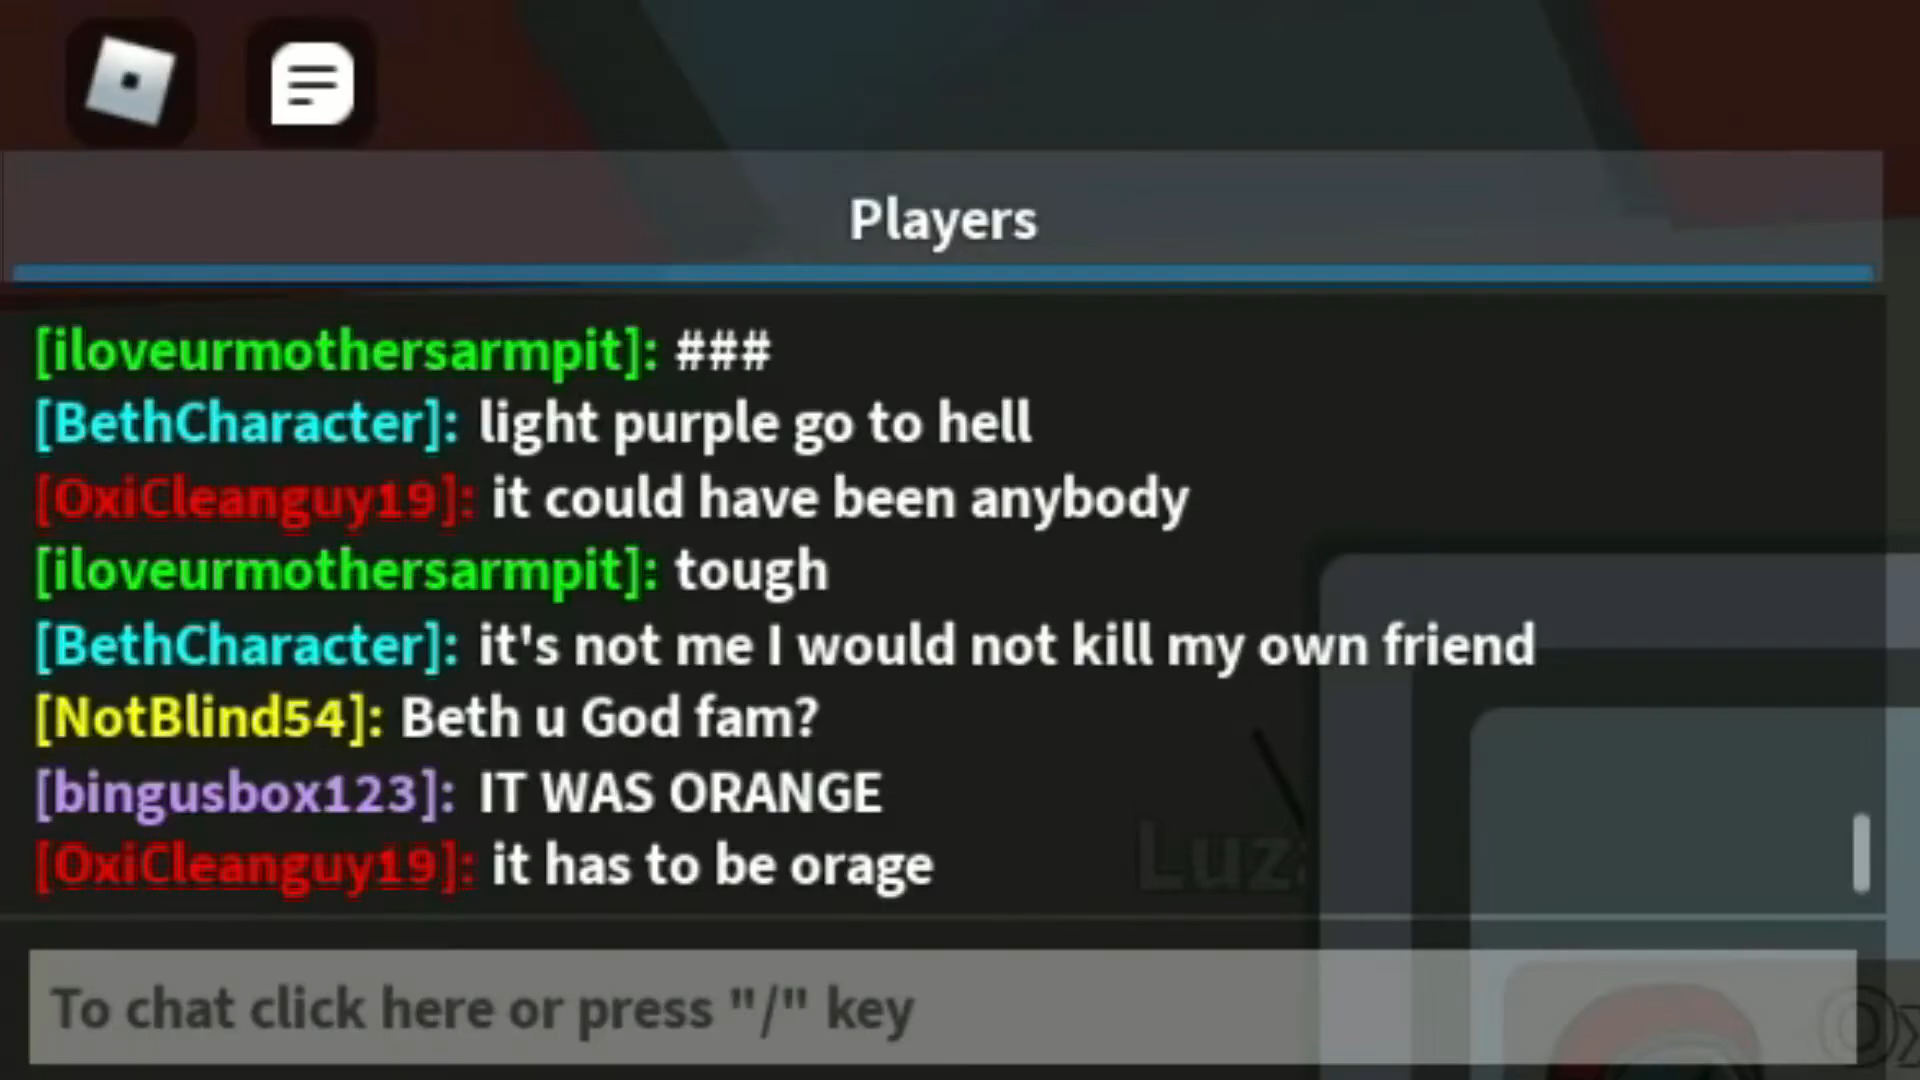 Players
[iloveurmothersarmpit]: ###
[BethCharacter]: light purple go to hell
[OxiCleanguy19]: it could have been anybody
[iloveurmothersarmpit]: tough
[BethCharacter]: it's not me I would not kill my own friend
[NotBlind54]: Beth u God fam?
[bingusbox123]: IT WAS ORANGE
[OxiCleanguy19]: it has to be orage
To chat click here or press "/" key